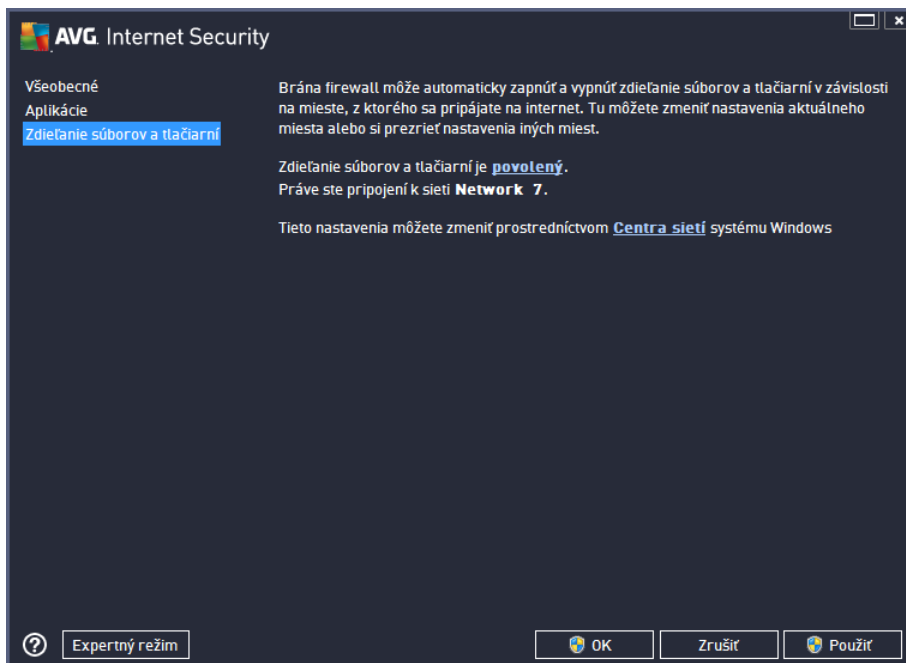 AVG. Internet Security
Všeobecné
Aplikácie
Zdieľanie súborov a tlačiarní
Brána firewall môže automaticky zapnúť a vypnúť zdieľanie súborov a tlačiarní v závislosti
na mieste, z ktorého sa pripájate na internet. Tu môžete zmeniť nastavenia aktuálneho
miesta alebo si prezrieť nastavenia iných miest.
Zdieľanie súborov a tlačiarní je povolený.
Práve ste pripojení k sieti Network 7.
Tieto nastavenia môžete zmeniť prostredníctvom Centra sietí systému Windows
? Expertný režim
OK
Zrušiť
Použiť